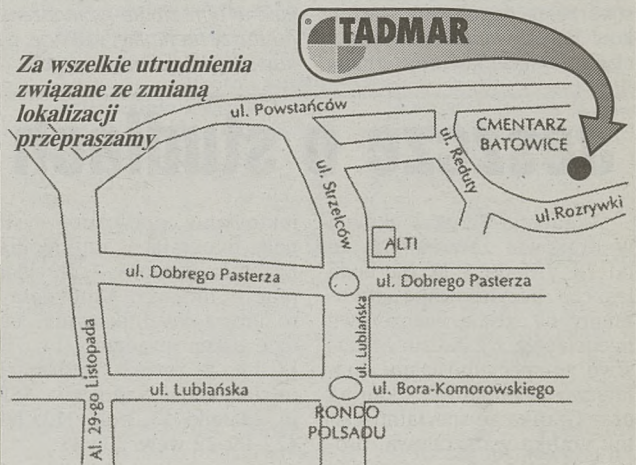 ® TADMAR
Za wszelkie utrudnienia
związane ze zmianą
lokalizacji
przepraszamy
ul. Powstańców
CMENTARZ
BATOWICE
ul. Reduty
ul. Strzelców
ul.Rozrywki
ALTI
ul. Dobrego Pasterza
ul. Dobrego Pasterza
ul. Lublańska
Al. 29-go Listopada
ul. Lublańska
ul. Bora-Komorowskiego
RONDO
POLSADU